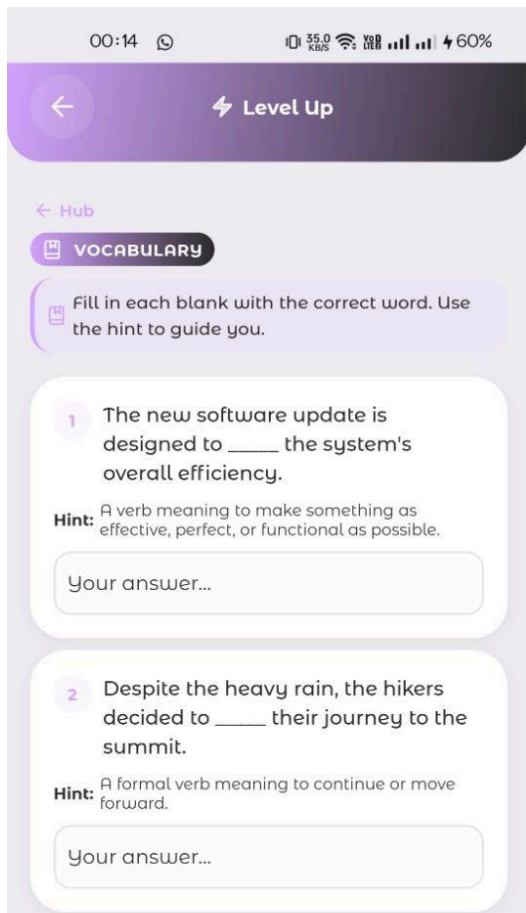 00:14 35.0 KB/S VoB LTEB 60%
Level Up
Hub
VOCABULARY
Fill in each blank with the correct word. Use
the hint to guide you.
1 The new software update is
designed to _____ the system's
overall efficiency.
Hint: A verb meaning to make something as
effective, perfect, or functional as possible.
Your answer...
2 Despite the heavy rain, the hikers
decided to _____ their journey to the
summit.
Hint: A formal verb meaning to continue or move
forward.
Your answer...